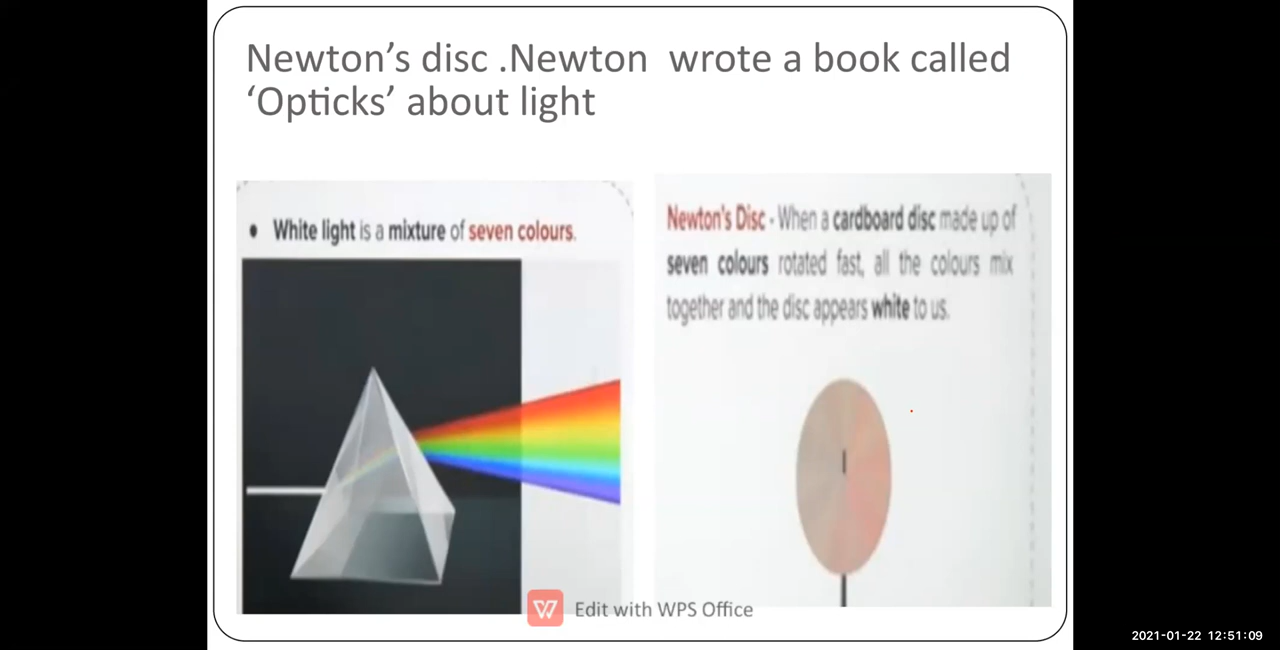 Newton’s disc .Newton  wrote a book called
‘Opticks’ about light
• White light is a mixture of seven colours.
Newton's Disc - When a cardboard disc made up of
seven colours rotated fast, all the colours mix
together and the disc appears white to us.
Edit with WPS Office
2021-01-22 12:51:09